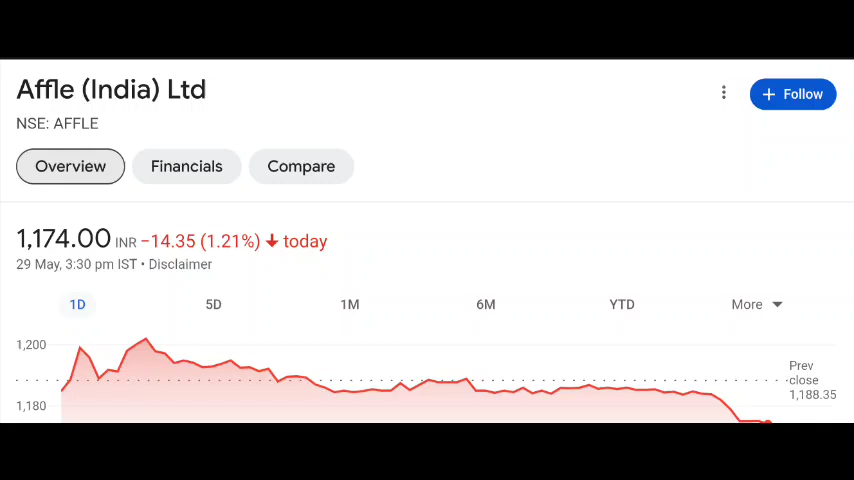 Affle (India) Ltd
+ Follow
NSE: AFFLE
Overview Financials Compare
1,174.00 INR −14.35 (1.21%) ↓ today
29 May, 3:30 pm IST • Disclaimer
1D 5D 1M 6M YTD More
1,200
Prev
close
1,188.35
1,180